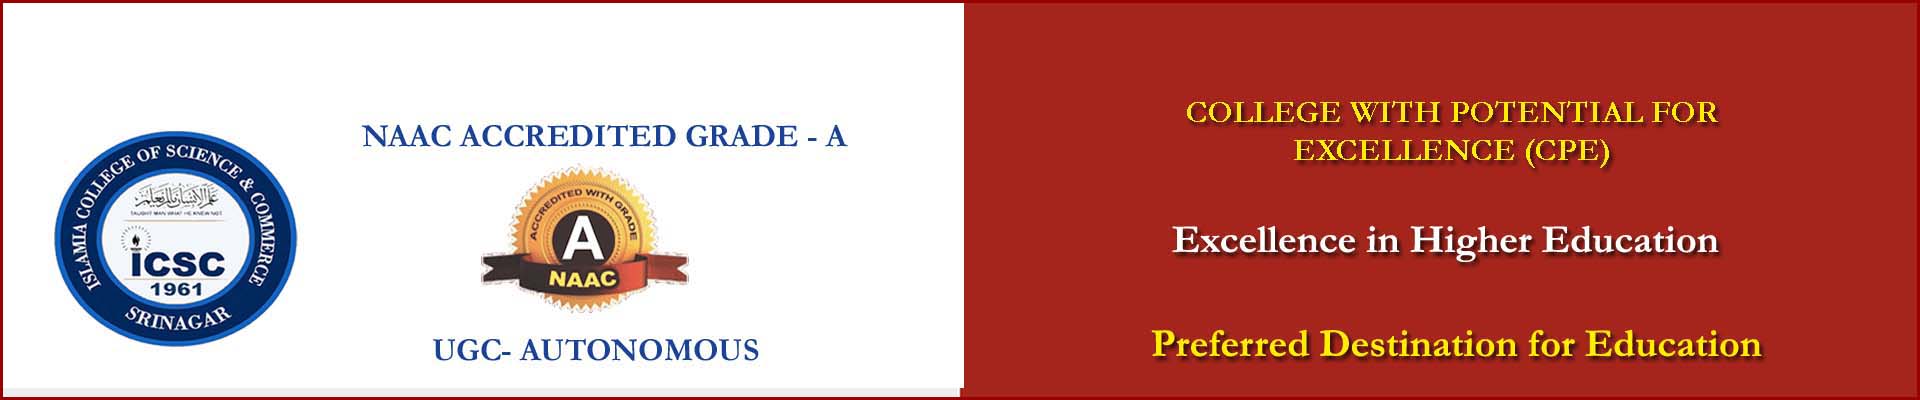 ISLAMIA COLLEGE OF SCIENCE & COMMERCE
علم الإنسان ما لم يعلم
TAUGHT MAN WHAT HE KNEW NOT
iCSC
1961
SRINAGAR
NAAC ACCREDITED GRADE - A
ACCREDITED WITH GRADE
A
NAAC
UGC- AUTONOMOUS
COLLEGE WITH POTENTIAL FOR
EXCELLENCE (CPE)
Excellence in Higher Education
Preferred Destination for Education